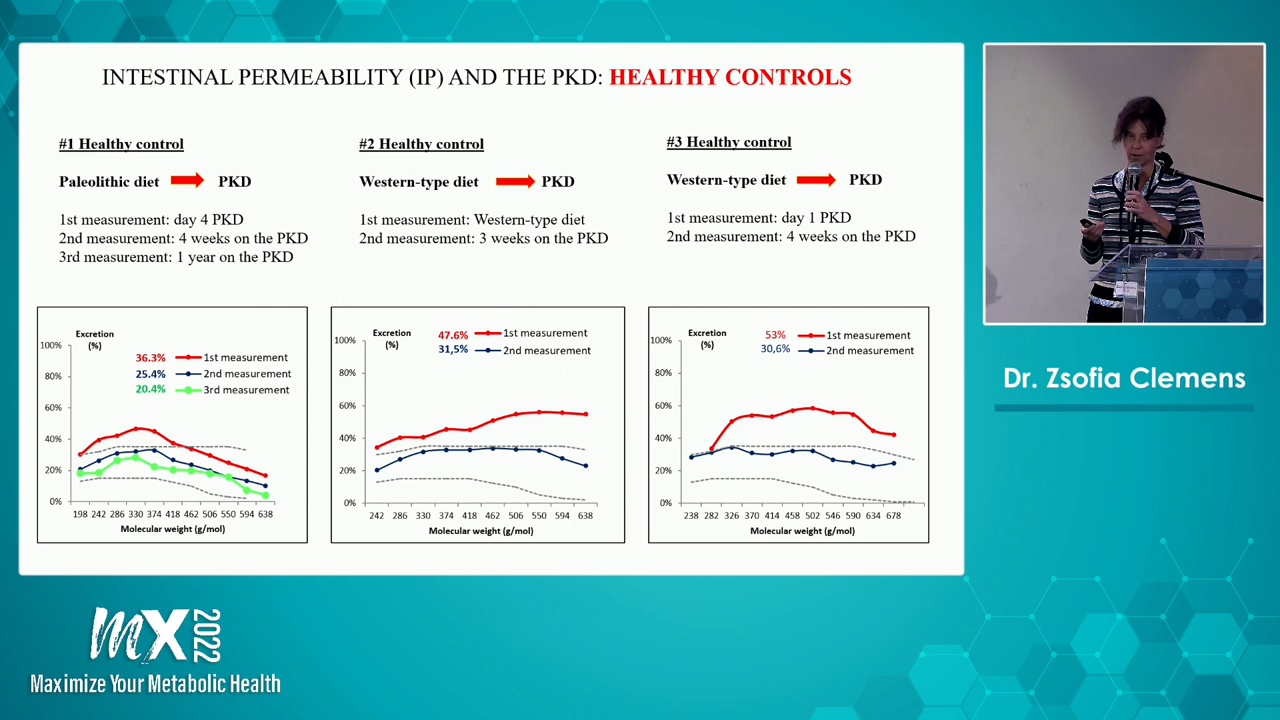 INTESTINAL PERMEABILITY (IP) AND THE PKD: HEALTHY CONTROLS
#1 Healthy control
Paleolithic diet PKD
1st measurement: day 4 PKD
2nd measurement: 4 weeks on the PKD
3rd measurement: 1 year on the PKD
#2 Healthy control
Western-type diet PKD
1st measurement: Western-type diet
2nd measurement: 3 weeks on the PKD
#3 Healthy control
Western-type diet PKD
1st measurement: day 1 PKD
2nd measurement: 4 weeks on the PKD
Excretion
(%)
36.3% 1st measurement
25.4% 2nd measurement
20.4% 3rd measurement
100%
80%
60%
40%
20%
0%
198 242 286 330 374 418 462 506 550 594 638
Molecular weight (g/mol)
Excretion
(%)
47.6% 1st measurement
31,5% 2nd measurement
100%
80%
60%
40%
20%
0%
242 286 330 374 418 462 506 550 594 638
Molecular weight (g/mol)
Excretion
(%)
53% 1st measurement
30,6% 2nd measurement
100%
80%
60%
40%
20%
0%
238 282 326 370 414 458 502 546 590 634 678
Molecular weight (g/mol)
Dr. Zsofia Clemens
mx 2022
Maximize Your Metabolic Health